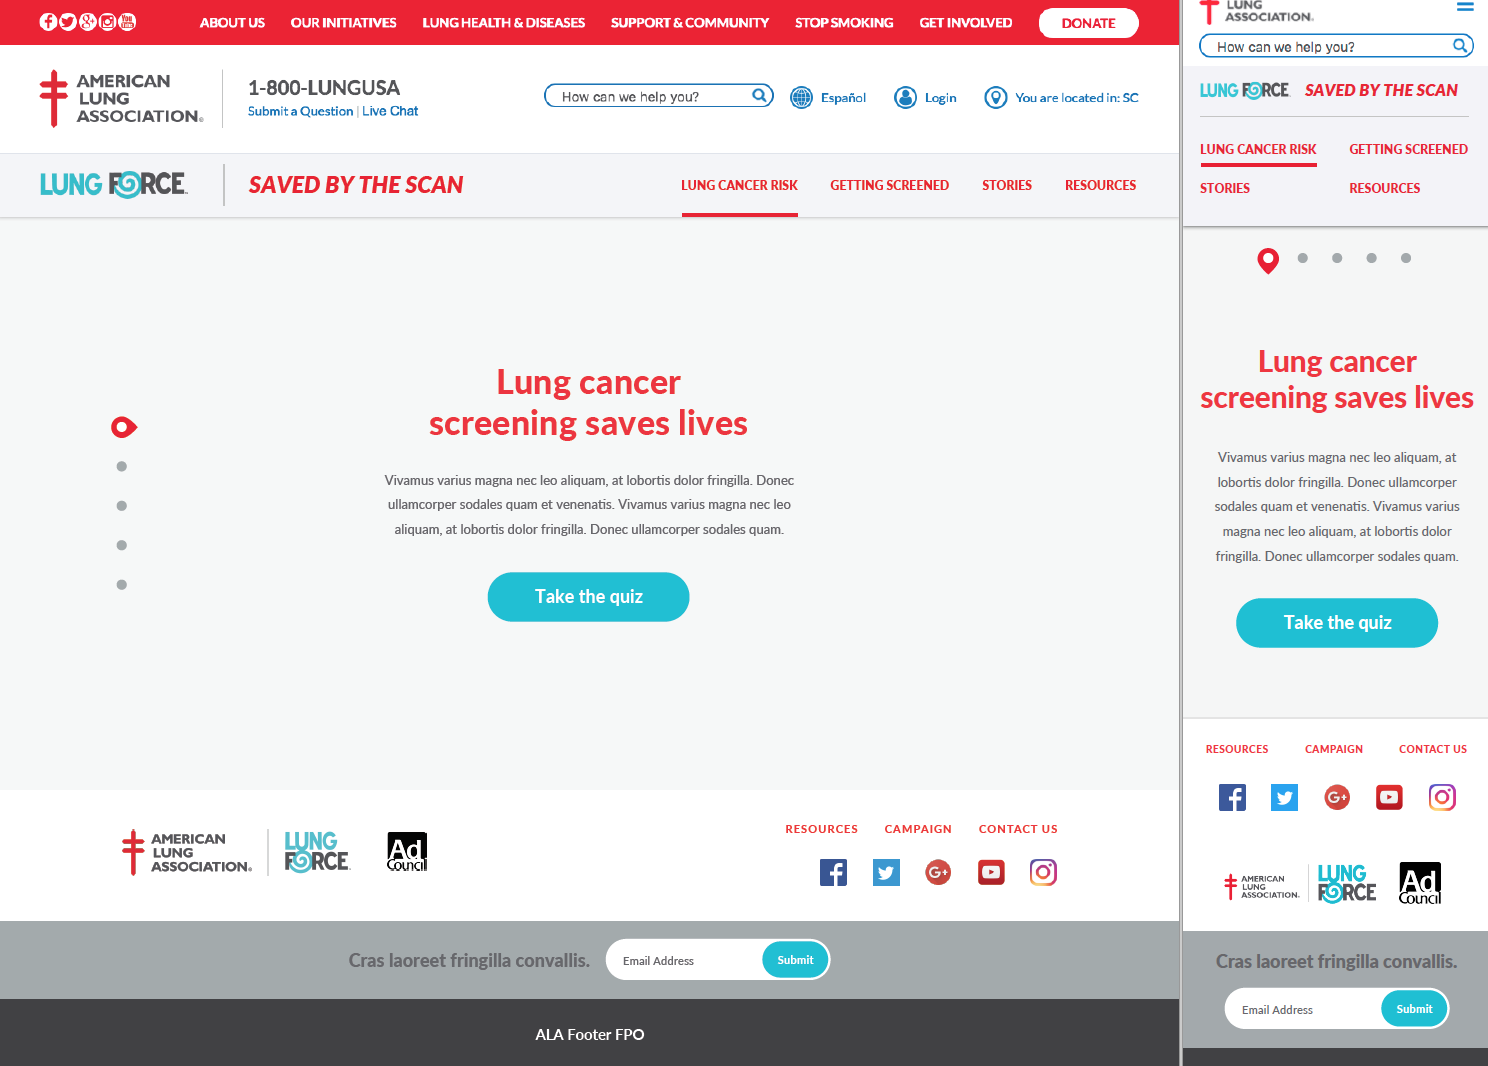 ABOUT US OUR INITIATIVES LUNG HEALTH & DISEASES SUPPORT & COMMUNITY STOP SMOKING GET INVOLVED DONATE
AMERICAN
LUNG
ASSOCIATION®
1-800-LUNGUSA
Submit a Question | Live Chat
How can we help you?
Español
Login
You are located in: SC
LUNG FORCE
SAVED BY THE SCAN
LUNG CANCER RISK GETTING SCREENED STORIES RESOURCES
Lung cancer
screening saves lives
Vivamus varius magna nec leo aliquam, at lobortis dolor fringilla. Donec
ullamcorper sodales quam et venenatis. Vivamus varius magna nec leo
aliquam, at lobortis dolor fringilla. Donec ullamcorper sodales quam.
Take the quiz
AMERICAN
LUNG
ASSOCIATION®
LUNG
FORCE
Ad
Council
RESOURCES CAMPAIGN CONTACT US
Cras laoreet fringilla convallis.
Email Address
Submit
ALA Footer FPO
LUNG
ASSOCIATION®
How can we help you?
LUNG FORCE
SAVED BY THE SCAN
LUNG CANCER RISK GETTING SCREENED
STORIES RESOURCES
Lung cancer
screening saves lives
Vivamus varius magna nec leo aliquam, at
lobortis dolor fringilla. Donec ullamcorper
sodales quam et venenatis. Vivamus varius
magna nec leo aliquam, at lobortis dolor
fringilla. Donec ullamcorper sodales quam.
Take the quiz
RESOURCES CAMPAIGN CONTACT US
AMERICAN
LUNG
ASSOCIATION®
LUNG
FORCE
Ad
Council
Cras laoreet fringilla convallis.
Email Address
Submit